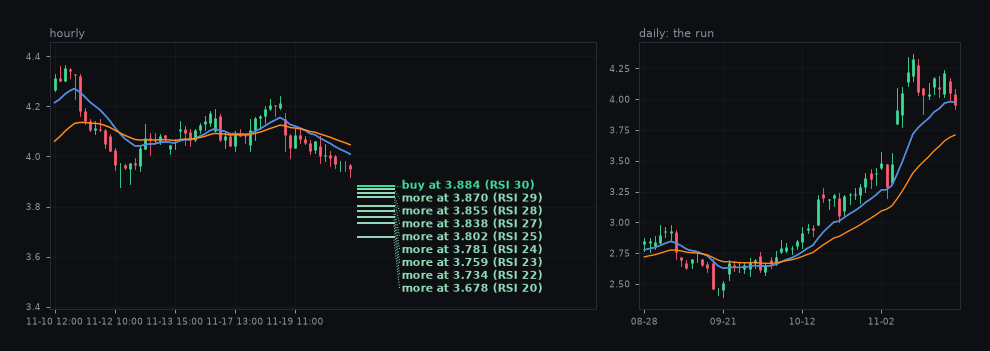 hourly
4.4
4.2
4.0
3.8
3.6
3.4
11-10 12:00 11-12 10:00 11-13 15:00 11-17 13:00 11-19 11:00
buy at 3.884 (RSI 30)
more at 3.870 (RSI 29)
more at 3.855 (RSI 28)
more at 3.838 (RSI 27)
more at 3.802 (RSI 25)
more at 3.781 (RSI 24)
more at 3.759 (RSI 23)
more at 3.734 (RSI 22)
more at 3.678 (RSI 20)
daily: the run
4.25
4.00
3.75
3.50
3.25
3.00
2.75
2.50
08-28 09-21 10-12 11-02